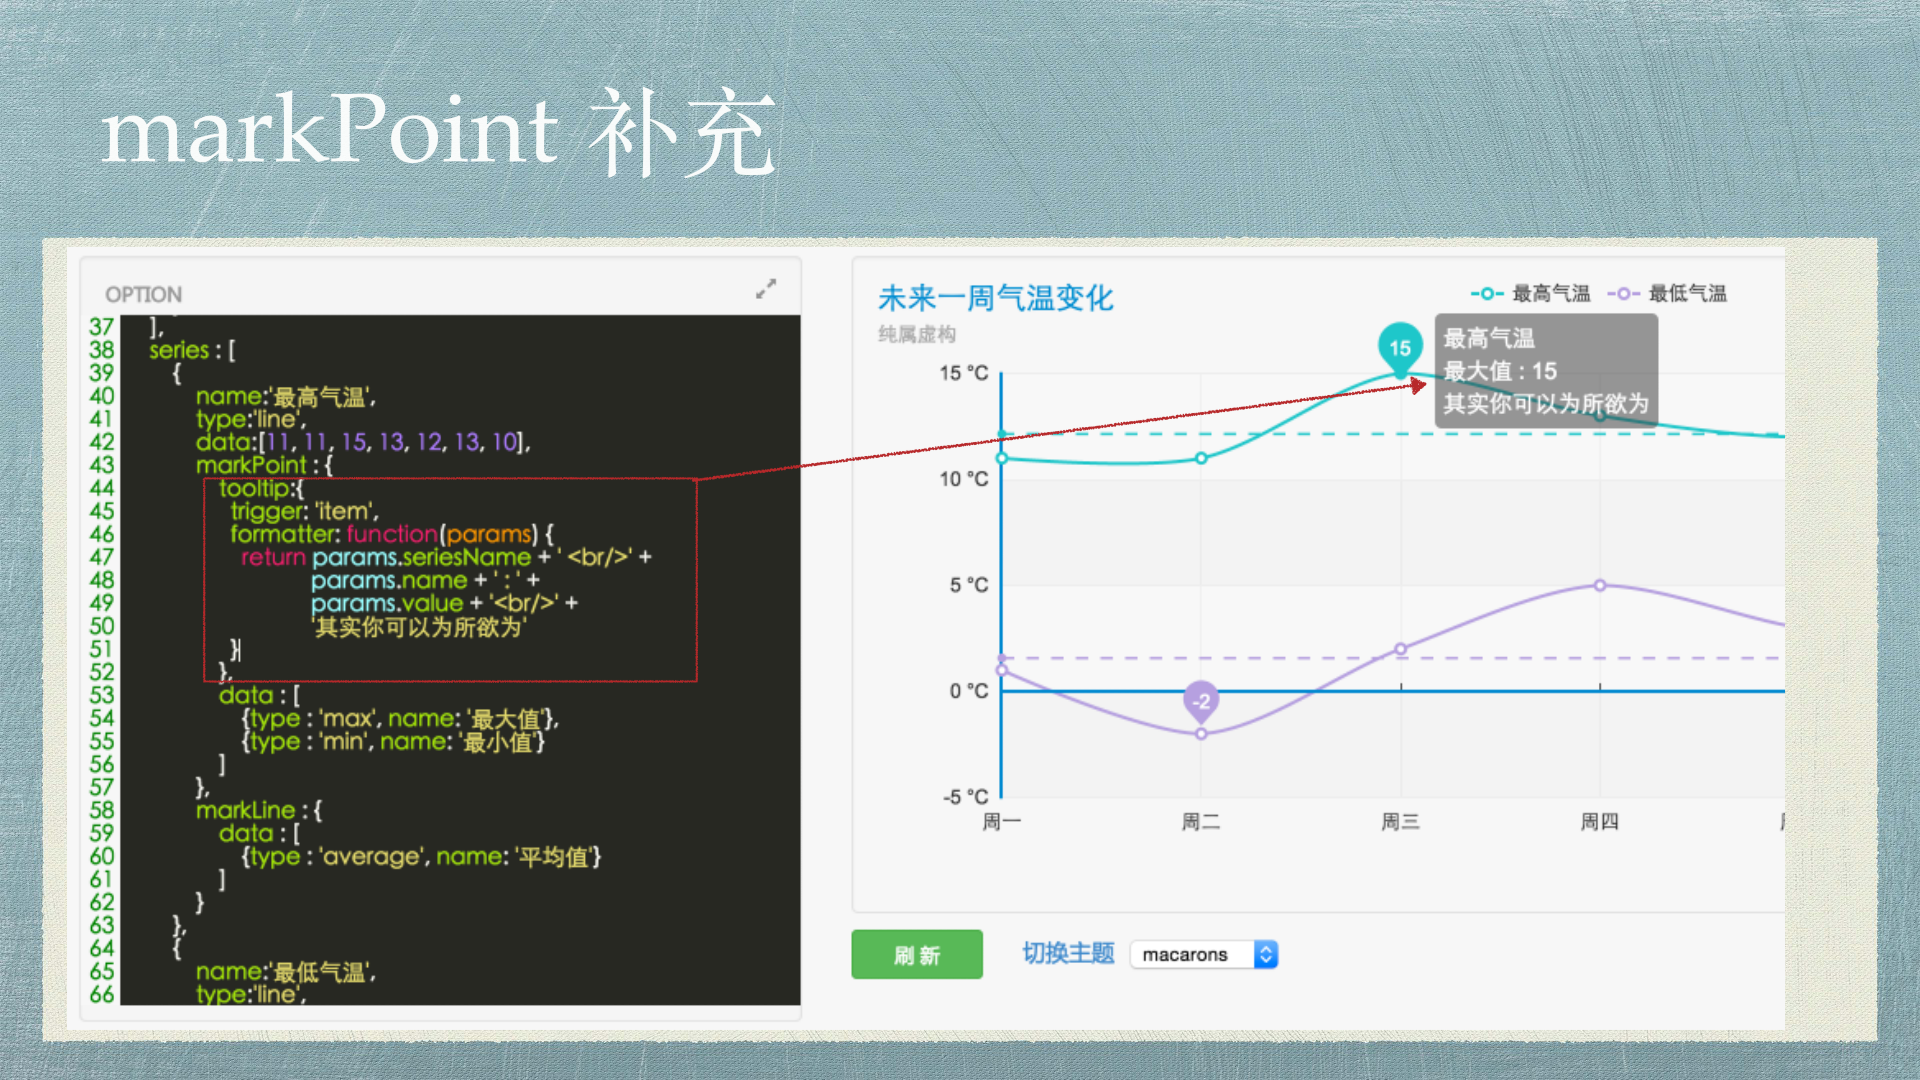 markPoint 补充
OPTION
37 ],
38 series : [
39 {
40 name:'最高气温',
41 type:'line',
42 data:[11, 11, 15, 13, 12, 13, 10],
43 markPoint : {
44 tooltip:{
45 trigger: 'item',
46 formatter: function(params) {
47 return params.seriesName + ' <br/>' +
48 params.name + ' : ' +
49 params.value + '<br/>' +
50 '其实你可以为所欲为'
51 }
52 },
53 data : [
54 {type : 'max', name: '最大值'},
55 {type : 'min', name: '最小值'}
56 ]
57 },
58 markLine : {
59 data : [
60 {type : 'average', name: '平均值'}
61 ]
62 }
63 },
64 {
65 name:'最低气温',
66 type:'line',
未来一周气温变化
纯属虚构
最高气温 最低气温
15
最高气温
最大值 : 15
其实你可以为所欲为
15 °C
10 °C
5 °C
0 °C
-5 °C
-2
周一 周二 周三 周四
刷 新 切换主题 macarons